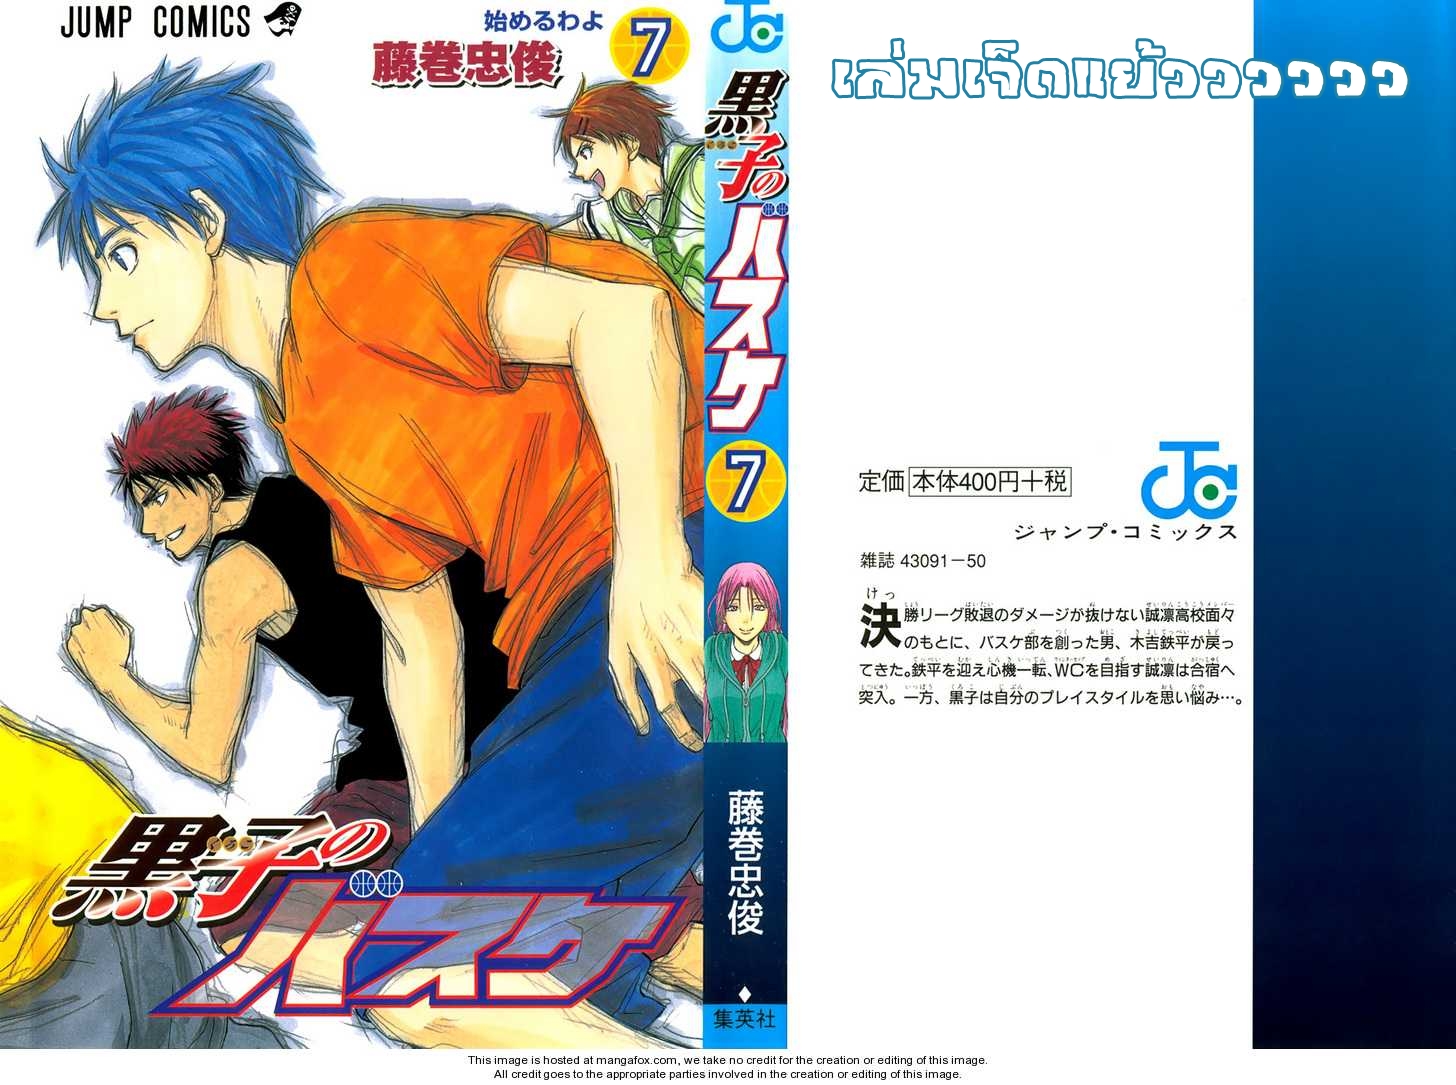 JUMP COMICS
始めるわよ
藤巻忠俊
7
黒子の
くろこ
バスケ
黒子の
バスケ
7
藤巻忠俊
集英社
เล่มเจ็ดแย้วววววว
定価 本体400円+税
ジャンプ・コミックス
雑誌 43091-50
決勝リーグ敗退のダメージが抜けない誠凛高校面々
のもとに、バスケ部を創った男、木吉鉄平が戻っ
てきた。鉄平を迎え心機一転、WCを目指す誠凛は合宿へ
突入。一方、黒子は自分のプレイスタイルを思い悩み…。
This image is hosted at mangafox.com, we take no credit for the creation or editing of this image.
All credit goes to the appropriate parties involved in the creation or editing of this image.